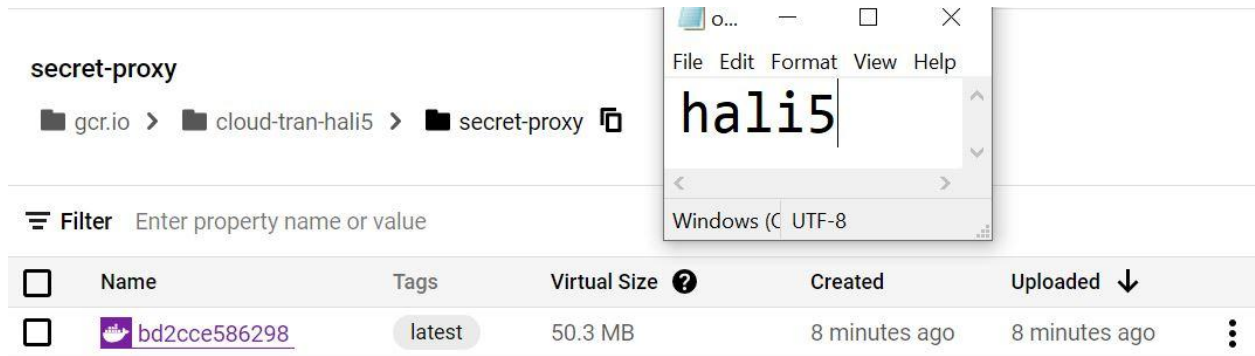 secret-proxy
gcr.io > cloud-tran-hali5 > secret-proxy
Filter Enter property name or value
Name Tags Virtual Size ? Created Uploaded ↓
bd2cce586298 latest 50.3 MB 8 minutes ago 8 minutes ago
o...
File Edit Format View Help
hali5
Windows (C UTF-8